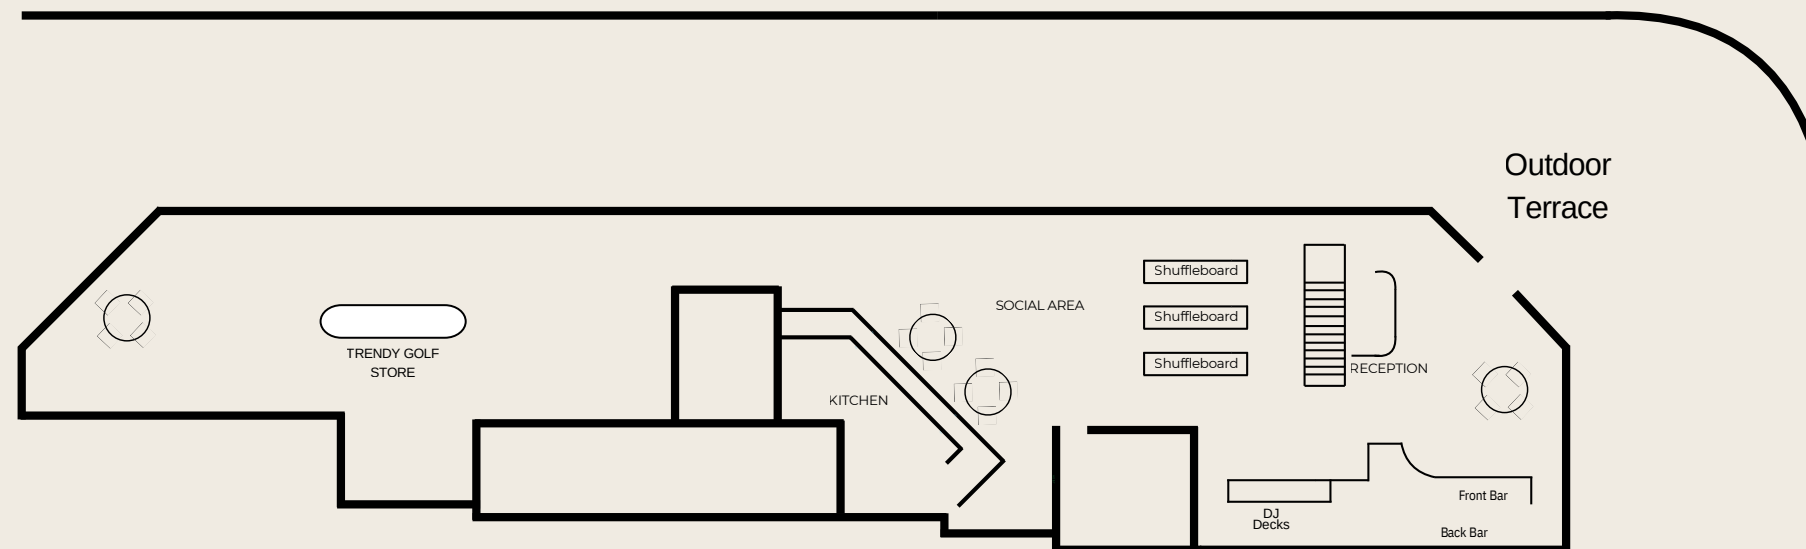 Outdoor
Terrace
Shuffleboard
SOCIAL AREA
Shuffleboard
TRENDY GOLF
STORE
Shuffleboard
RECEPTION
KITCHEN
Front Bar
DJ
Decks
Back Bar